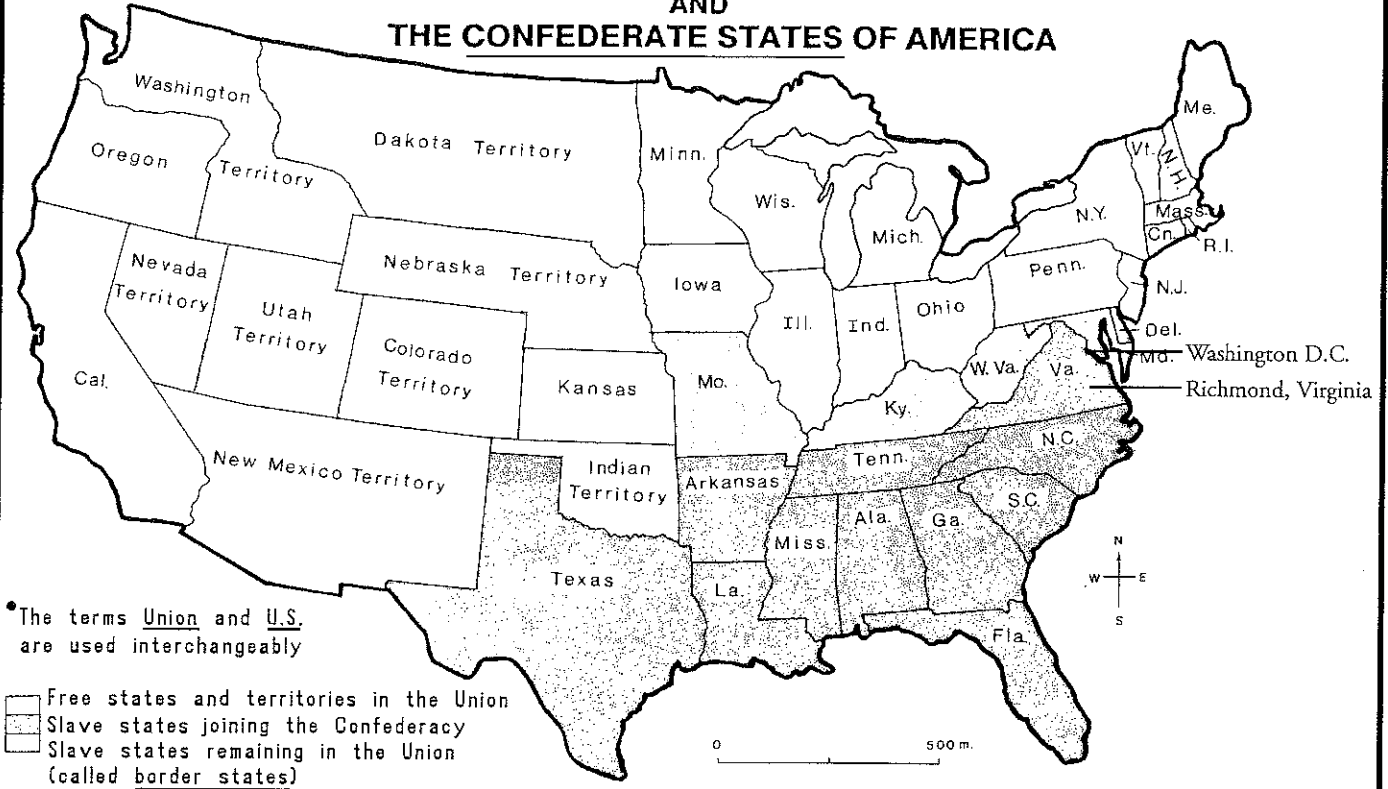 AND
THE CONFEDERATE STATES OF AMERICA
Washington
Territory
Oregon
Dakota Territory
Minn.
Wis.
Mich.
Me.
Vt.
N.H.
N.Y.
Mass.
Cn.
R.I.
Nevada
Territory
Utah
Territory
Nebraska Territory
Iowa
Ill.
Ind.
Ohio
Penn.
N.J.
Del.
Md.
Washington D.C.
Cal.
Colorado
Territory
Kansas
Mo.
Ky.
W.Va.
Va.
Richmond, Virginia
New Mexico Territory
Indian
Territory
Arkansas
Tenn.
N.C.
S.C.
Texas
La.
Miss.
Ala.
Ga.
Fla.
N
W E
S
•The terms Union and U.S.
are used interchangeably
Free states and territories in the Union
Slave states joining the Confederacy
Slave states remaining in the Union
(called border states)
0 500 m.